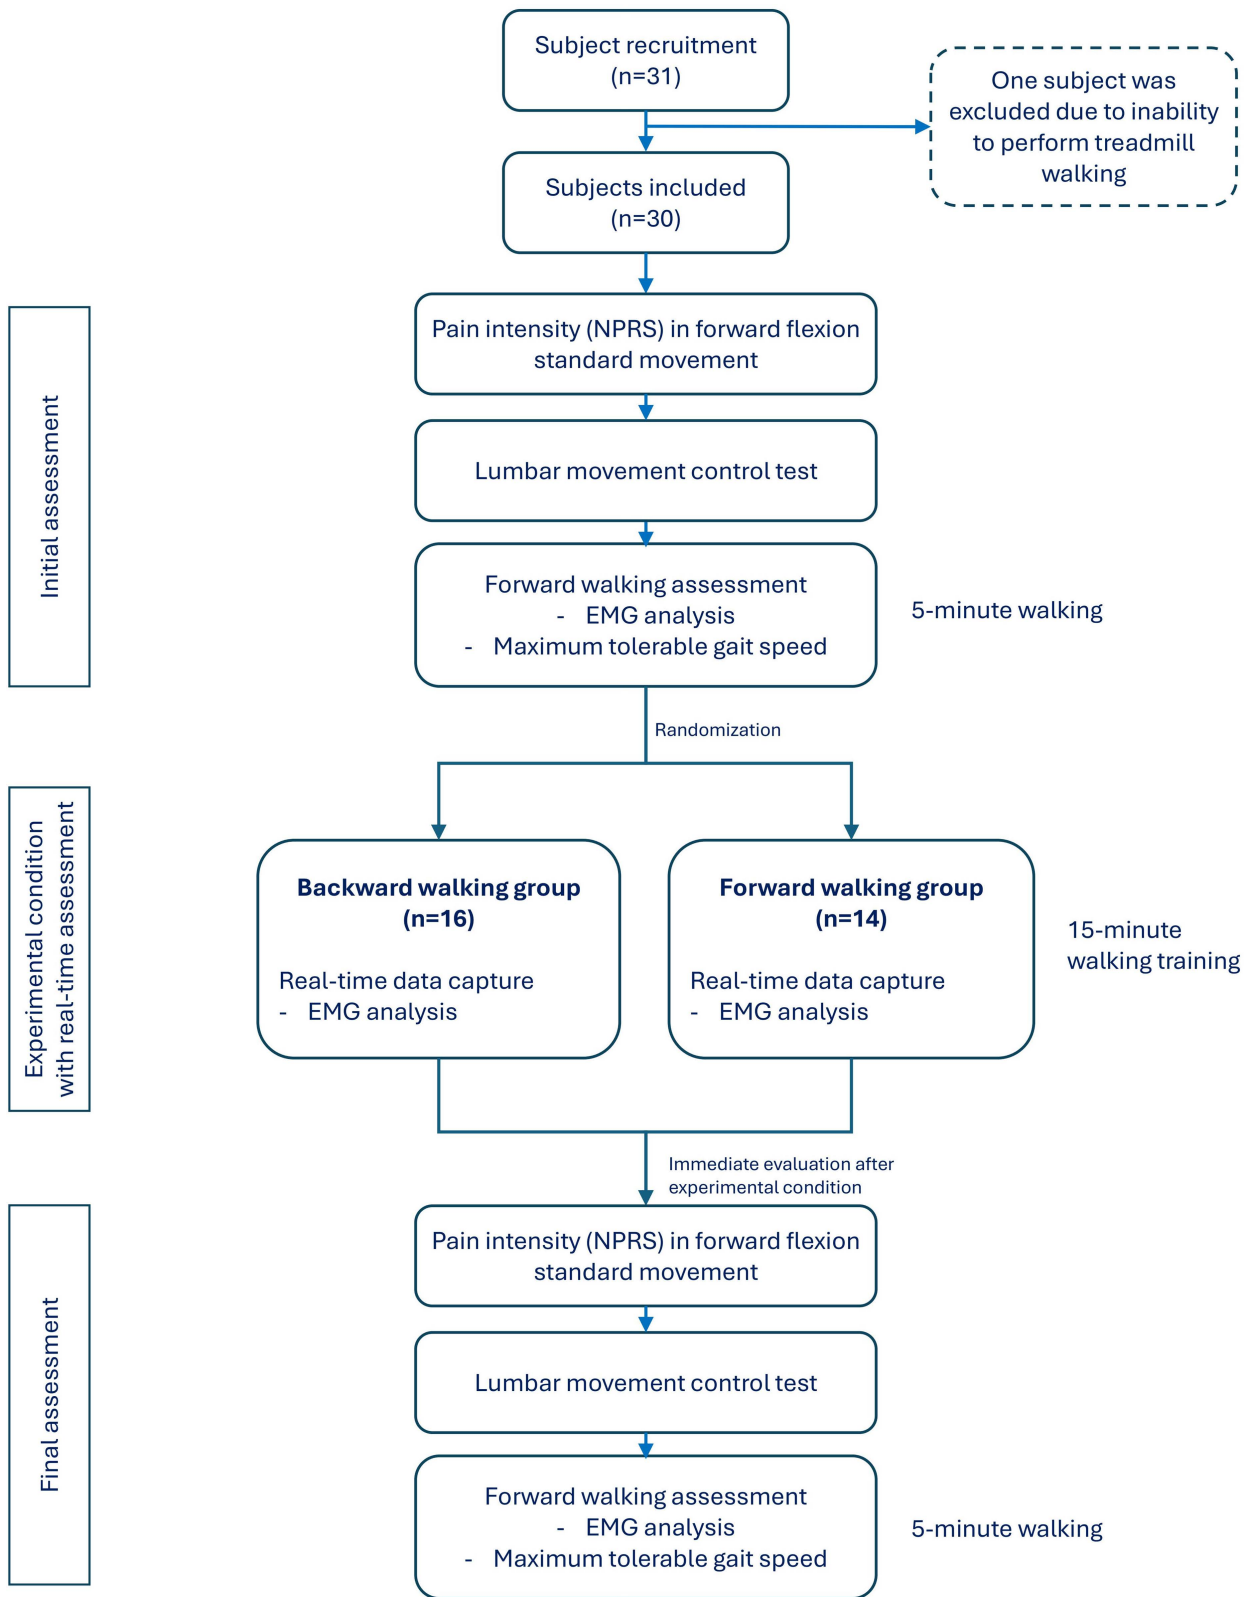 Subject recruitment
(n=31)
One subject was
excluded due to inability
to perform treadmill
walking
Subjects included
(n=30)
Initial assessment
Pain intensity (NPRS) in forward flexion
standard movement
Lumbar movement control test
Forward walking assessment
- EMG analysis
- Maximum tolerable gait speed
5-minute walking
Randomization
Experimental condition
with real-time assessment
Backward walking group
(n=16)
Real-time data capture
- EMG analysis
Forward walking group
(n=14)
Real-time data capture
- EMG analysis
15-minute
walking training
Immediate evaluation after
experimental condition
Final assessment
Pain intensity (NPRS) in forward flexion
standard movement
Lumbar movement control test
Forward walking assessment
- EMG analysis
- Maximum tolerable gait speed
5-minute walking